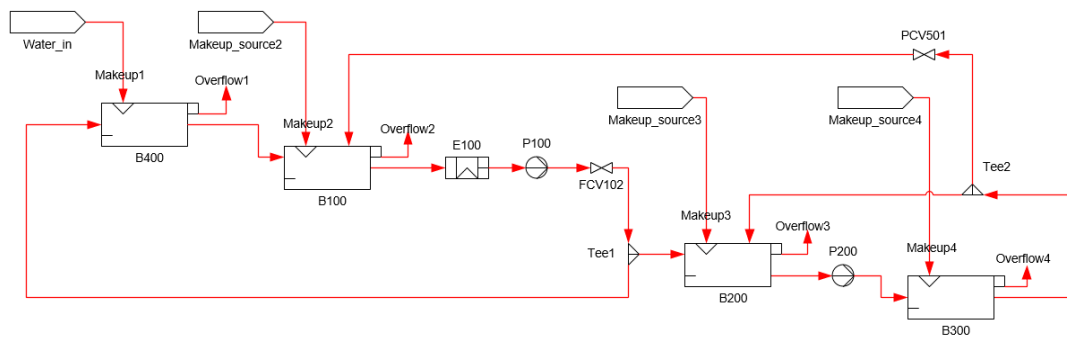 Water_in
Makeup_source2
PCV501
Makeup1
Overflow1
Makeup_source3
Makeup_source4
Makeup2
Overflow2
E100
P100
B400
Tee2
FCV102
B100
Makeup3
Overflow3
Tee1
P200
Makeup4
Overflow4
B200
B300